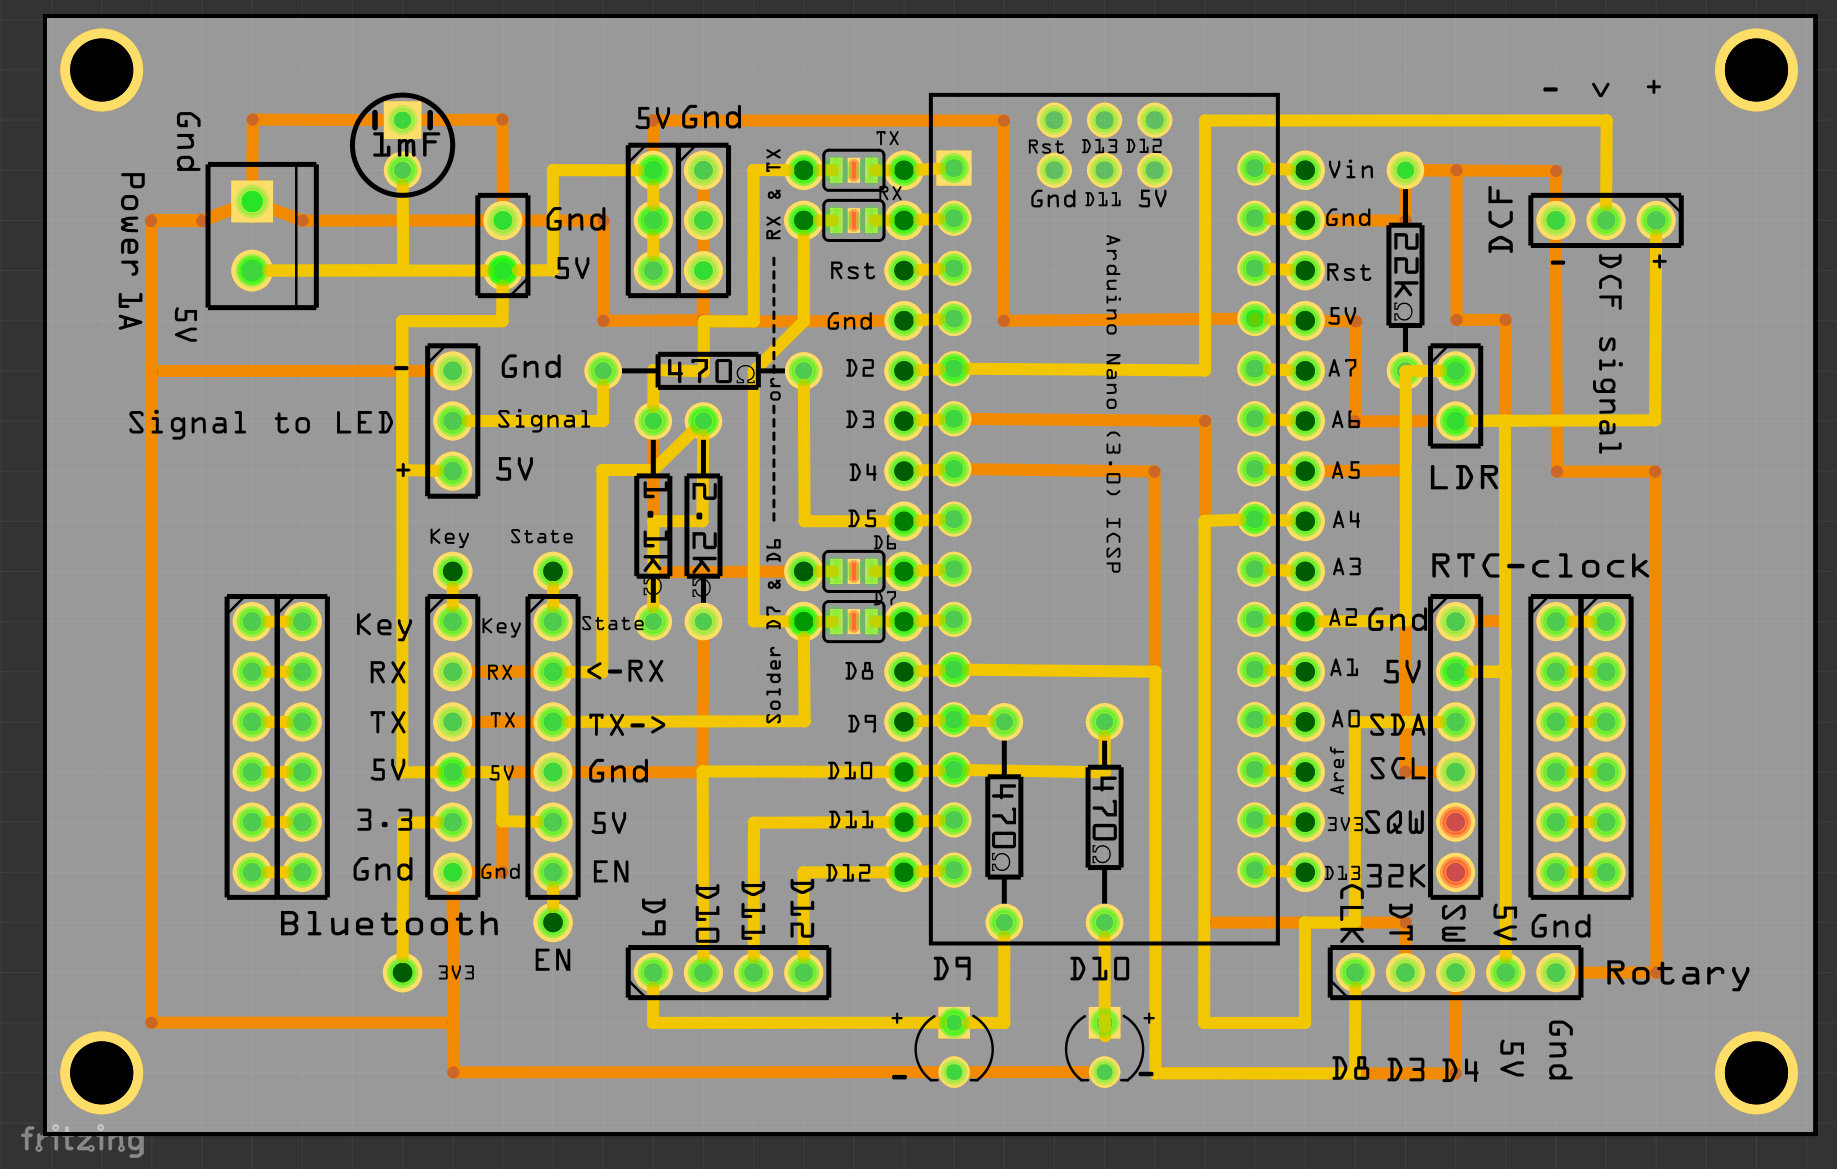 - < +
Gnd
1mF
5V Gnd
TX
Rst D13 D12
Gnd D11 5V
RX & TX
RX
Vin
Power 1A
Gnd
5V
5V
Gnd
Rst
5V
A7
A6
A5
A4
A3
A2
A1
A0
Aref
3V3
D13
Rst
Gnd
D2
D3
D4
D5
D6
D7
D8
D9
D10
D11
D12
Arduino Nano (3.0) ICSP
22kΩ
DCF
- +
DCF signal
LDR
-
Gnd
Signal to LED
Signal
+
5V
470Ω
or
1.1kΩ
2.2kΩ
Solder D7 & D6
Key
State
Key
Key
State
RX
RX
<-RX
TX
TX
TX->
5V
5V
Gnd
3.3
5V
Gnd
Gnd
EN
Bluetooth
EN
3V3
RTC-clock
Gnd
5V
SDA
SCL
SQW
32K
470Ω
470Ω
D9
D10
D11
D12
D9
D10
+
-
+
-
CLK
DT
SW
5V
Gnd
Rotary
D8 D3 D4
5V
Gnd
fritzing